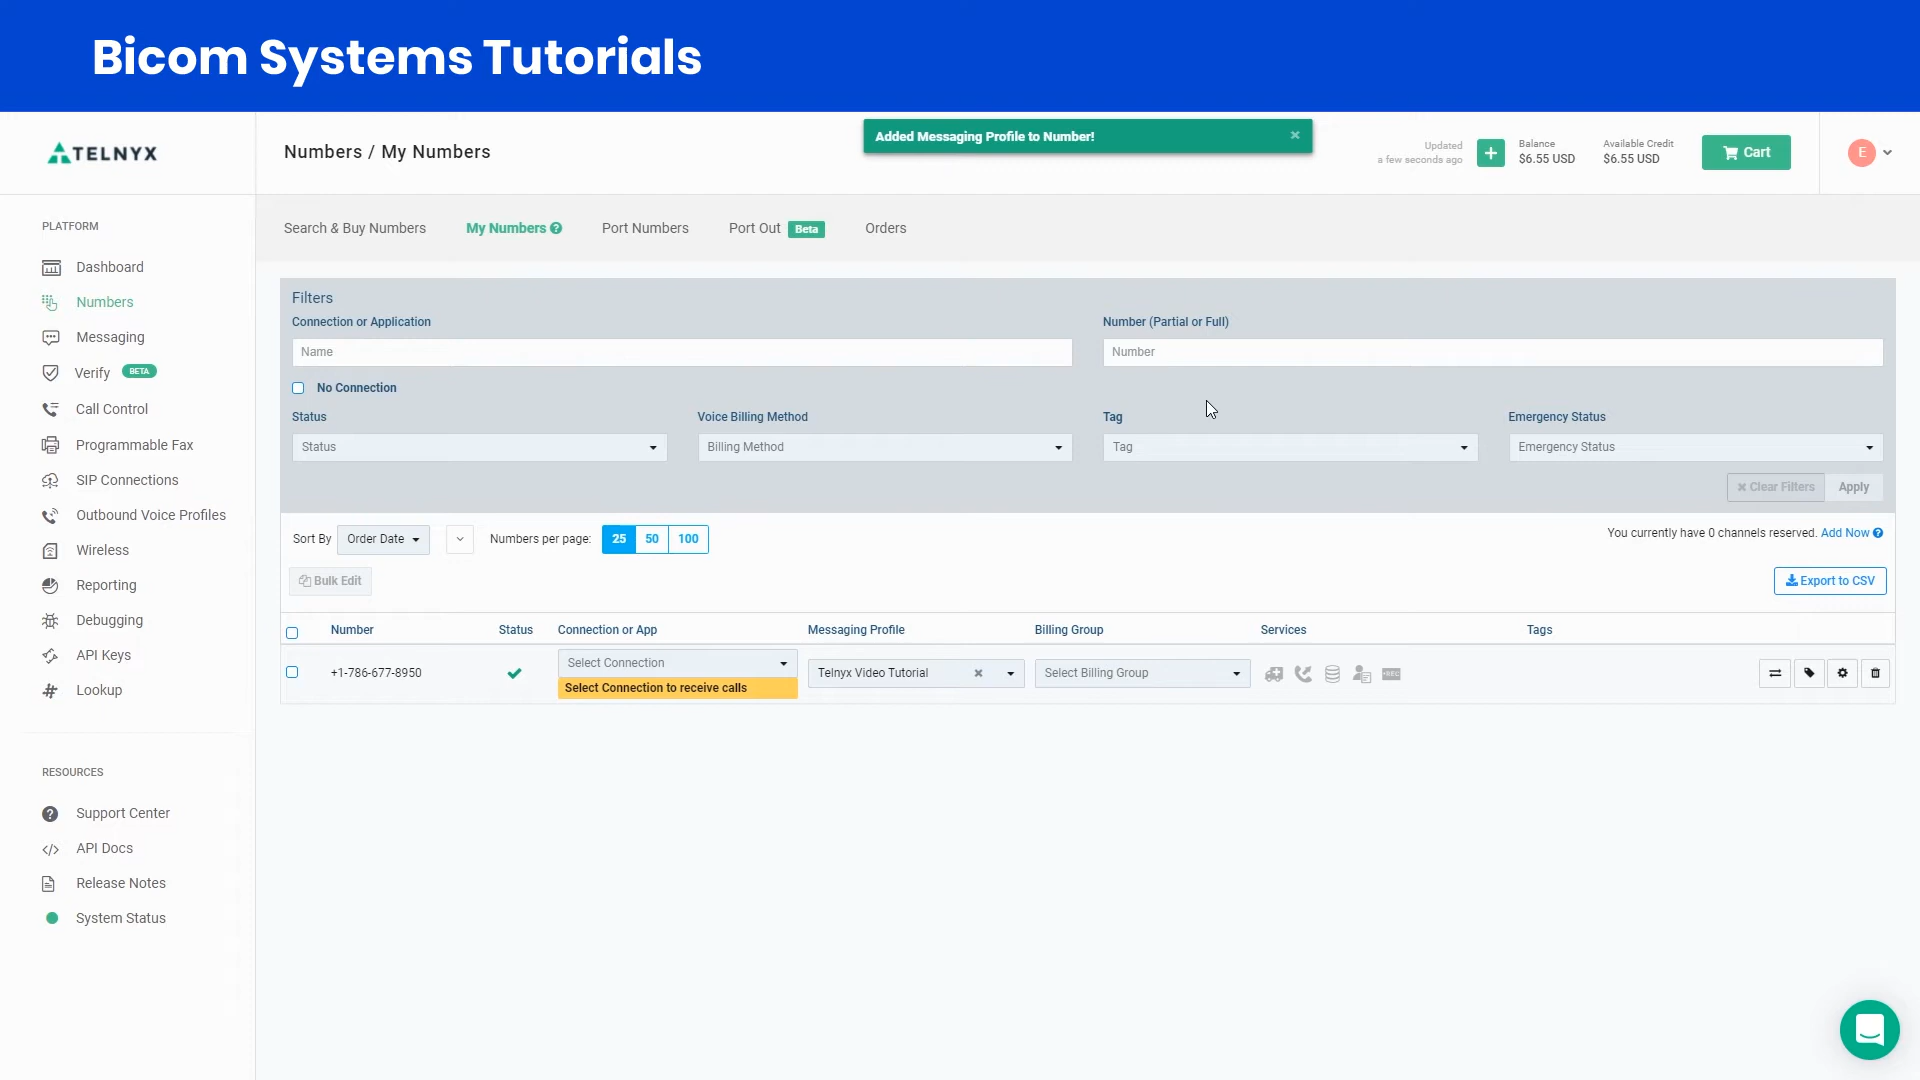 Bicom Systems Tutorials
TELNYX
Numbers / My Numbers
Added Messaging Profile to Number!
Updated
a few seconds ago
Balance
$6.55 USD
Available Credit
$6.55 USD
Cart
E
PLATFORM
Dashboard
Numbers
Messaging
Verify BETA
Call Control
Programmable Fax
SIP Connections
Outbound Voice Profiles
Wireless
Reporting
Debugging
API Keys
Lookup
RESOURCES
Support Center
API Docs
Release Notes
System Status
Search & Buy Numbers My Numbers Port Numbers Port Out Beta Orders
Filters
Connection or Application
Name
Number (Partial or Full)
Number
No Connection
Status
Status
Voice Billing Method
Billing Method
Tag
Tag
Emergency Status
Emergency Status
Clear Filters Apply
Sort By Order Date Numbers per page: 25 50 100
You currently have 0 channels reserved. Add Now
Bulk Edit
Export to CSV
Number Status Connection or App Messaging Profile Billing Group Services Tags
+1-786-677-8950
Select Connection
Select Connection to receive calls
Telnyx Video Tutorial
Select Billing Group